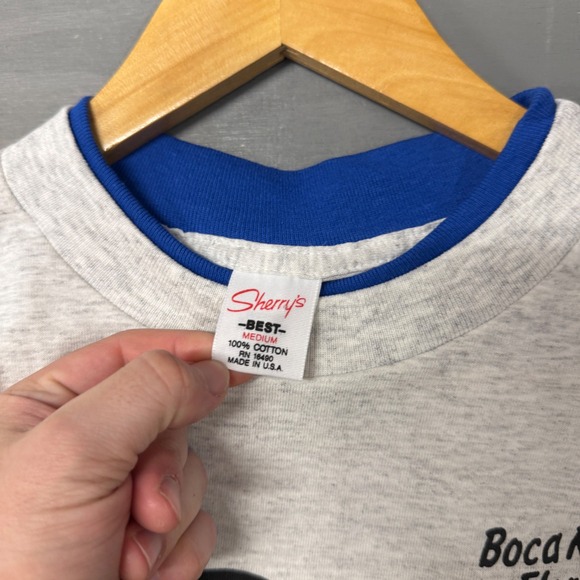 Sherry's
-BEST-
MEDIUM
100% COTTON
RN 16490
MADE IN U.S.A.
Boca